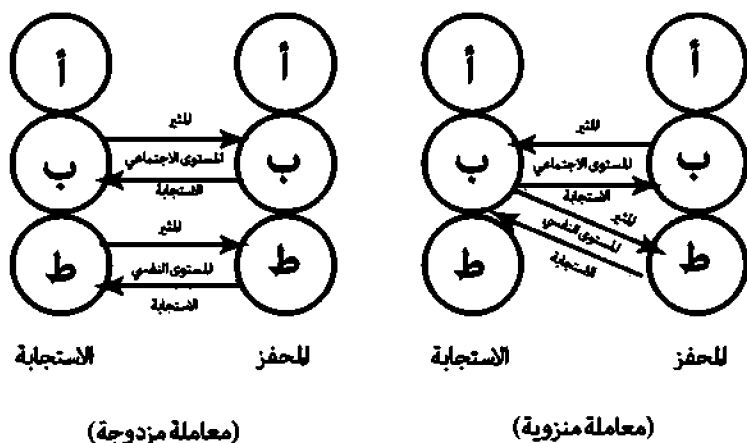 أ
أ
المثير
ب
المستوى الاجتماعي
ب
الاستجابة
المثير
ط
المستوى النفسي
ط
الاستجابة
المحفز
الاستجابة
(معاملة مزدوجة)
أ
أ
المثير
ب
المستوى الاجتماعي
ب
الاستجابة
المثير
المستوى النفسي
ط
ط
الاستجابة
المحفز
الاستجابة
(معاملة منزوية)